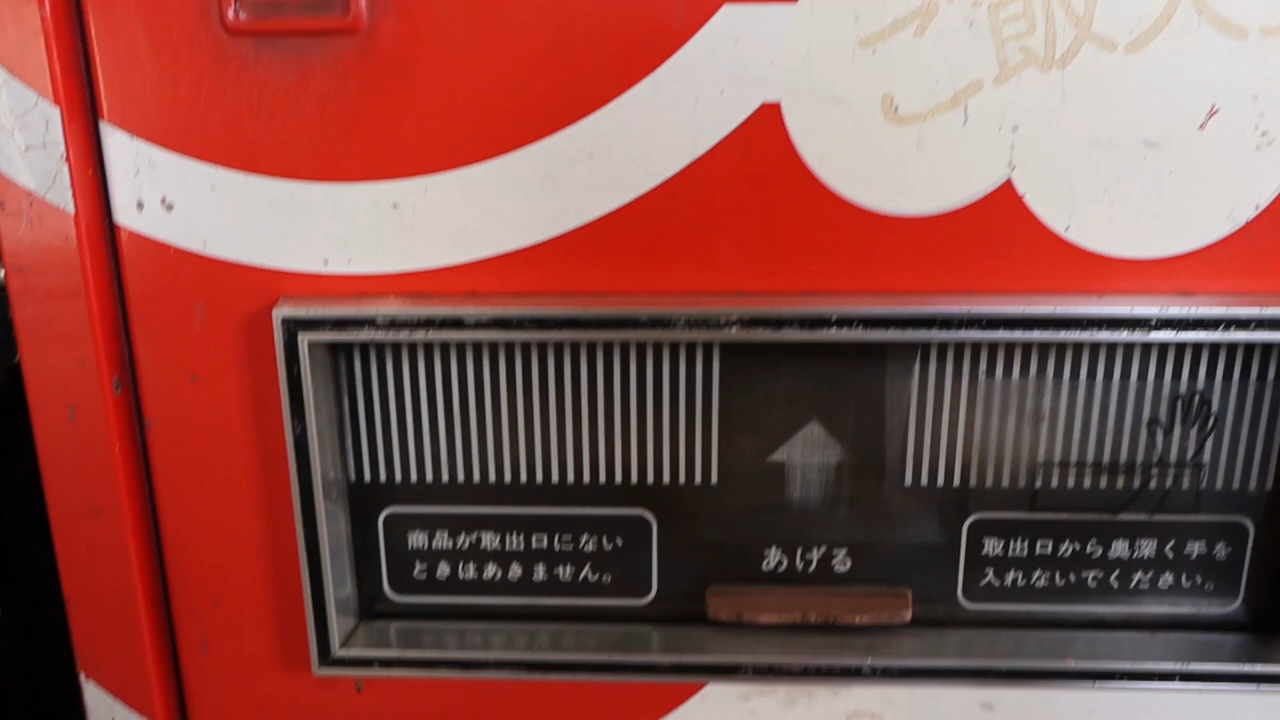 ご飯
商品が取出口にない
ときはあきません。
あげる
取出口から奥深く手を
入れないでください。